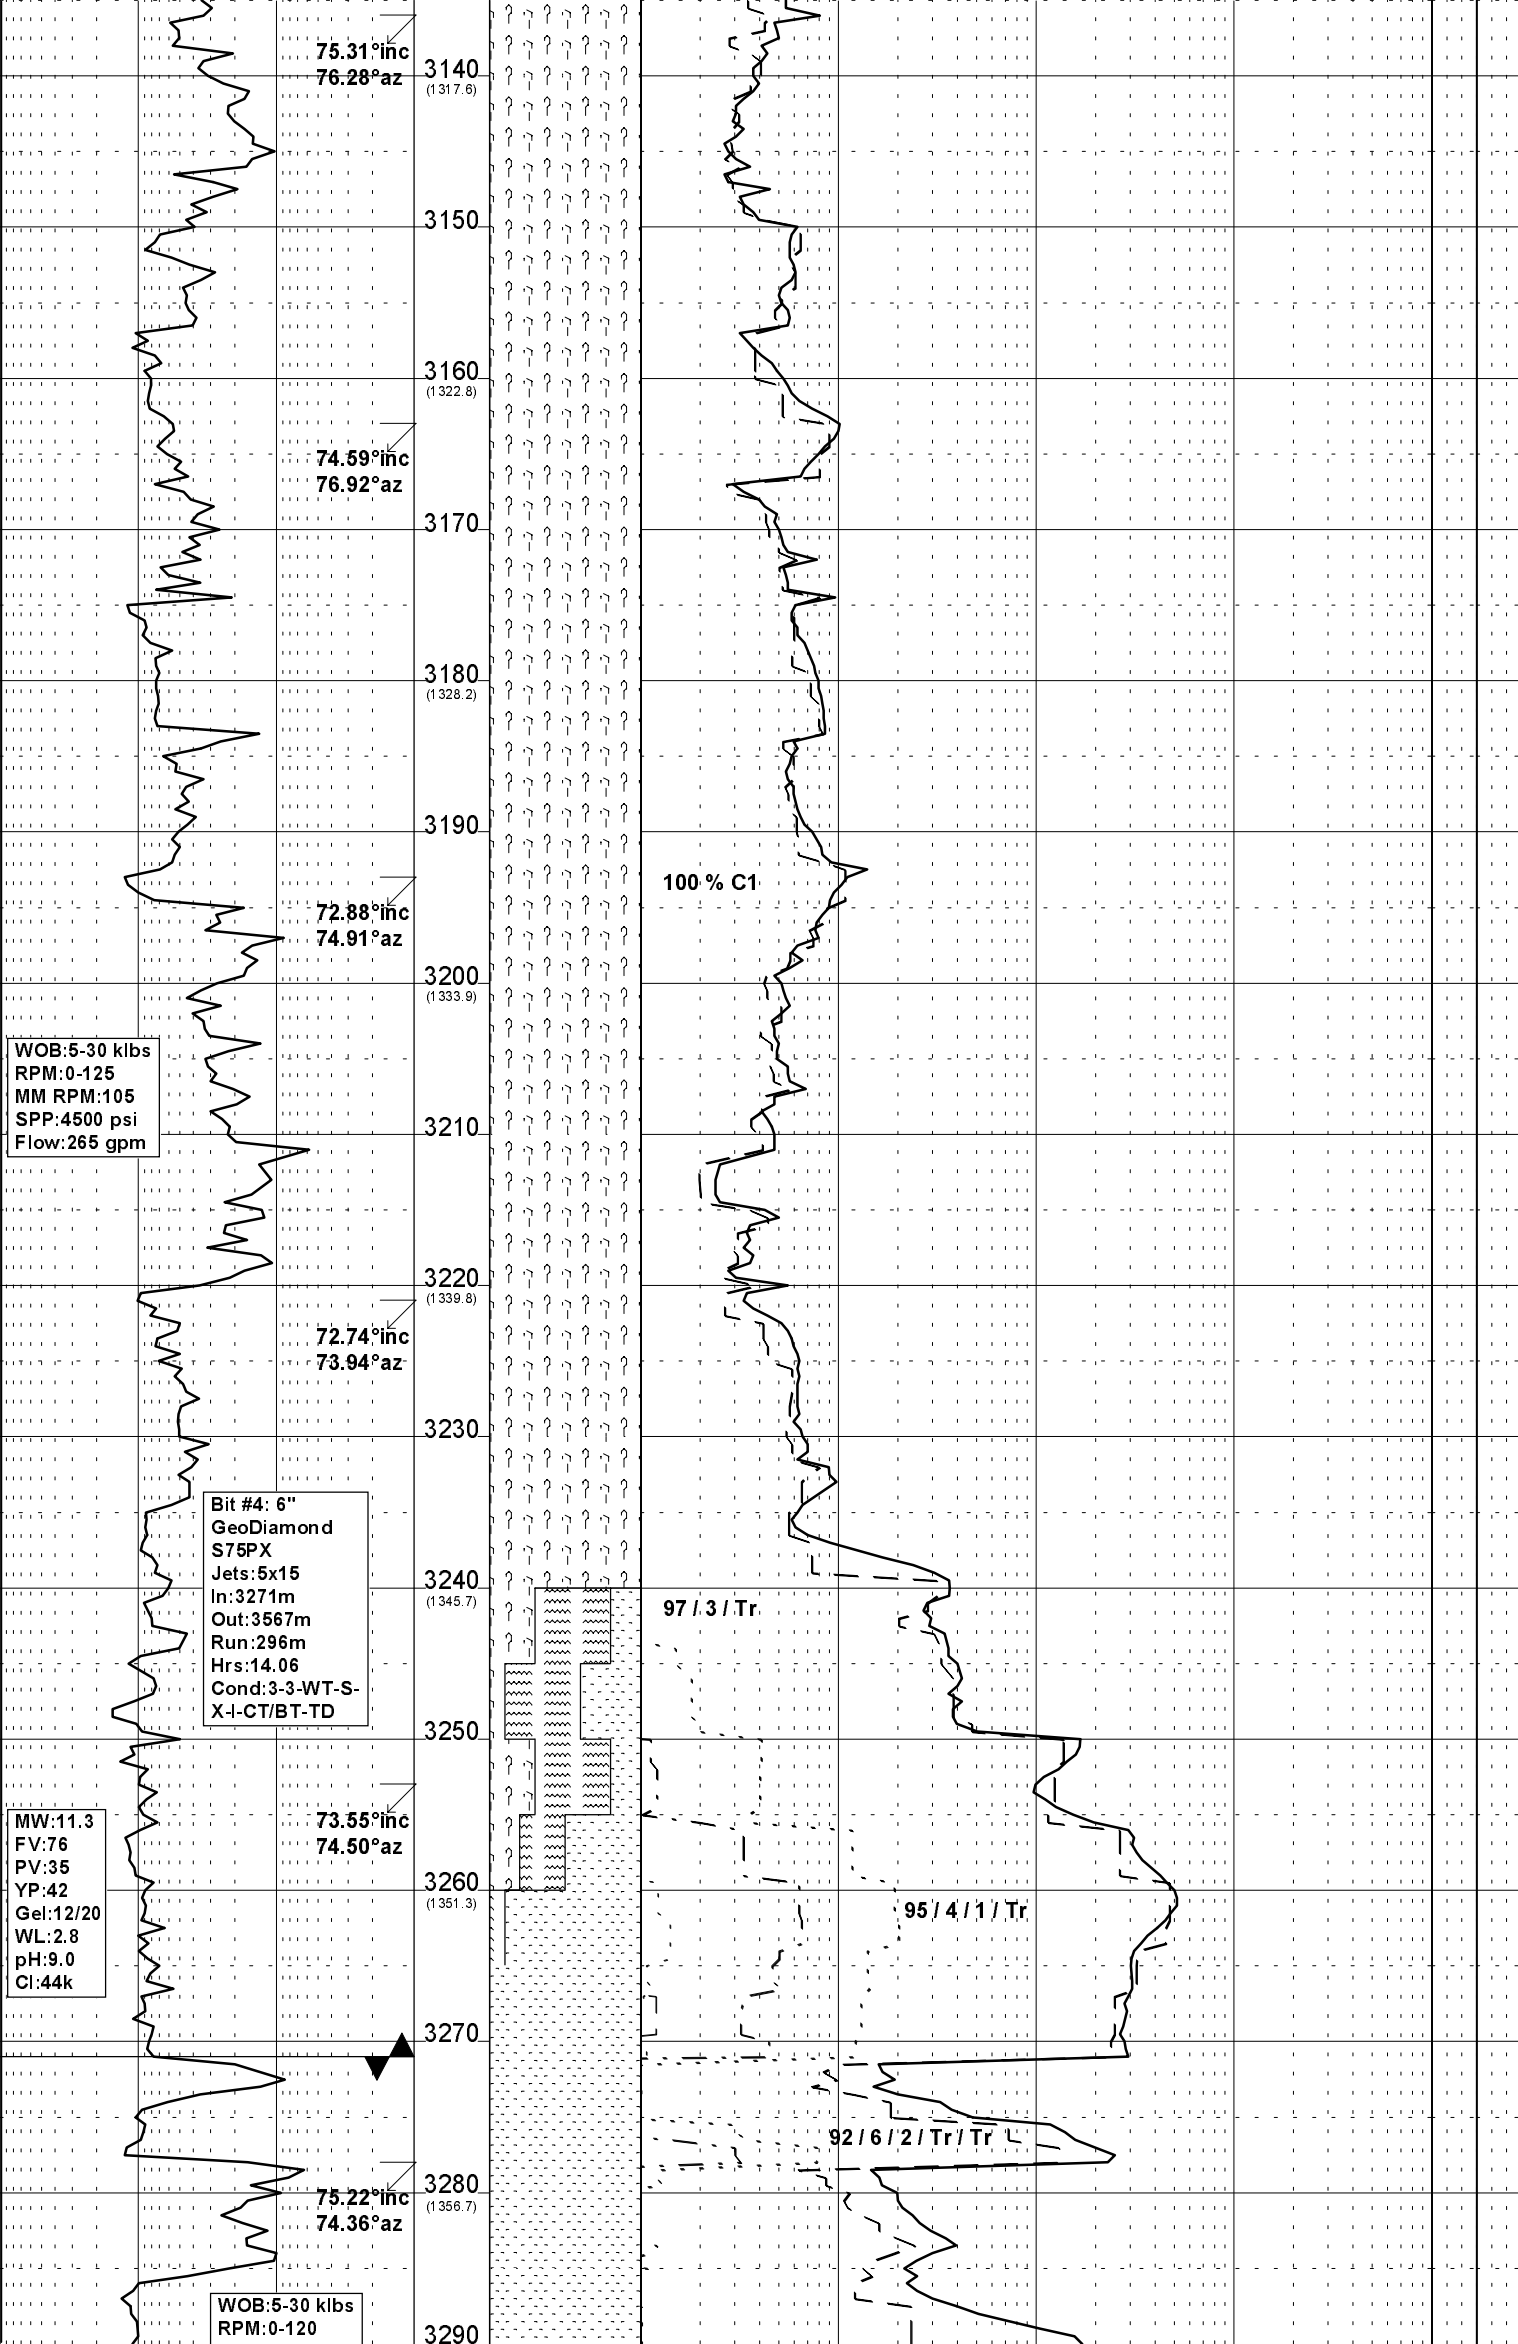 75.31°inc
76.28°az
3140
(1317.6)
3150
3160
(1322.8)
74.59°inc
76.92°az
3170
3180
(1328.2)
3190
100 % C1
72.88°inc
74.91°az
3200
(1333.9)
WOB:5-30 klbs
RPM:0-125
MM RPM:105
SPP:4500 psi
Flow:265 gpm
3210
3220
(1339.8)
72.74°inc
73.94°az
3230
Bit #4: 6"
GeoDiamond
S75PX
Jets:5x15
In:3271m
Out:3567m
Run:296m
Hrs:14.06
Cond:3-3-WT-S-
X-I-CT/BT-TD
3240
(1345.7)
97 / 3 / Tr
3250
MW:11.3
FV:76
PV:35
YP:42
Gel:12/20
WL:2.8
pH:9.0
Cl:44k
73.55°inc
74.50°az
3260
(1351.3)
95 / 4 / 1 / Tr
3270
92 / 6 / 2 / Tr / Tr
3280
(1356.7)
75.22°inc
74.36°az
WOB:5-30 klbs
RPM:0-120
3290